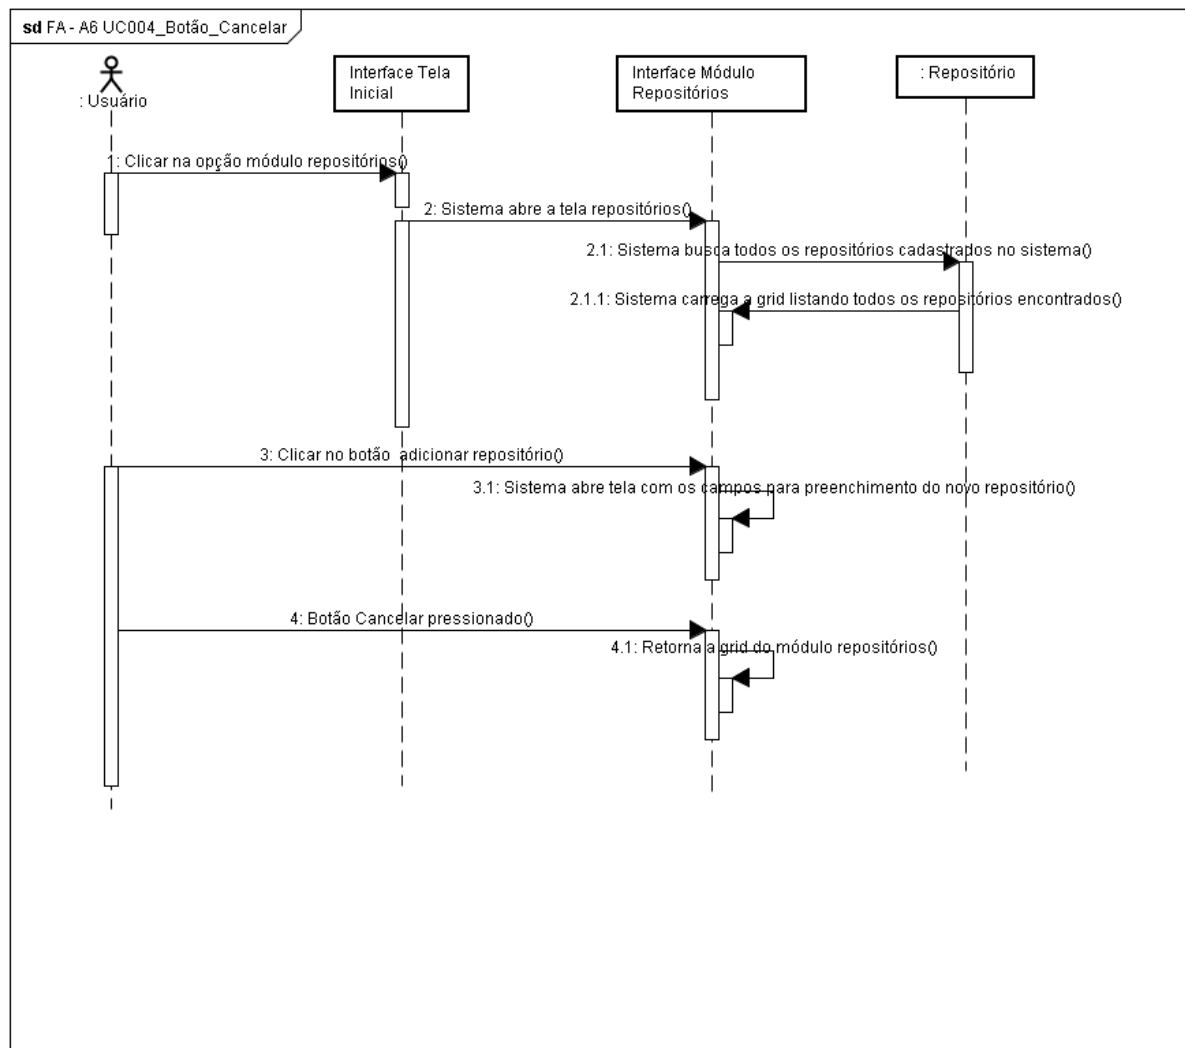 sd FA - A6 UC004_Botão_Cancelar
: Usuário
Interface Tela
Inicial
Interface Módulo
Repositórios
: Repositório
1: Clicar na opção módulo repositórios()
2: Sistema abre a tela repositórios()
2.1: Sistema busca todos os repositórios cadastrados no sistema()
2.1.1: Sistema carrega a grid listando todos os repositórios encontrados()
3: Clicar no botão  adicionar repositório()
3.1: Sistema abre tela com os campos para preenchimento do novo repositório()
4: Botão Cancelar pressionado()
4.1: Retorna a grid do módulo repositórios()